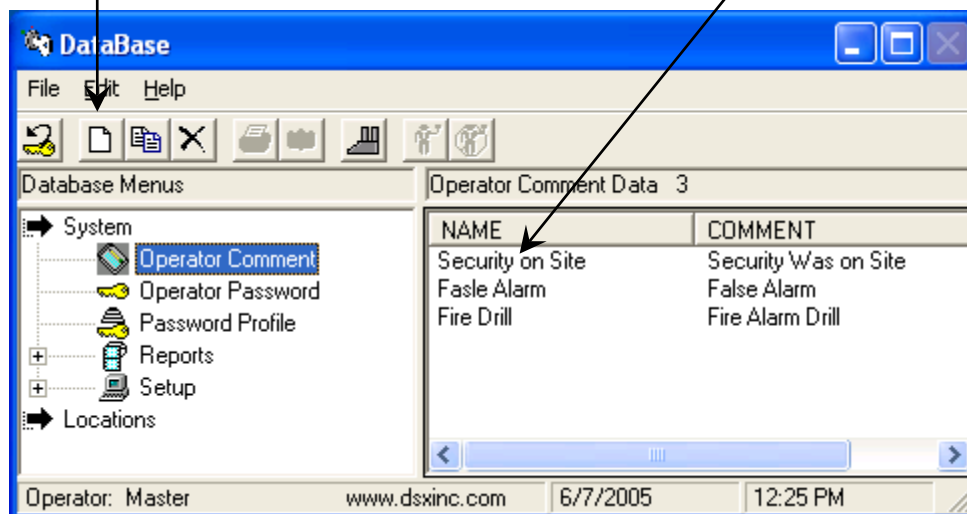 DataBase
File Edit Help
Database Menus
Operator Comment Data 3
System
Operator Comment
Operator Password
Password Profile
Reports
Setup
Locations
NAME COMMENT
Security on Site Security Was on Site
Fasle Alarm False Alarm
Fire Drill Fire Alarm Drill
Operator: Master www.dsxinc.com 6/7/2005 12:25 PM